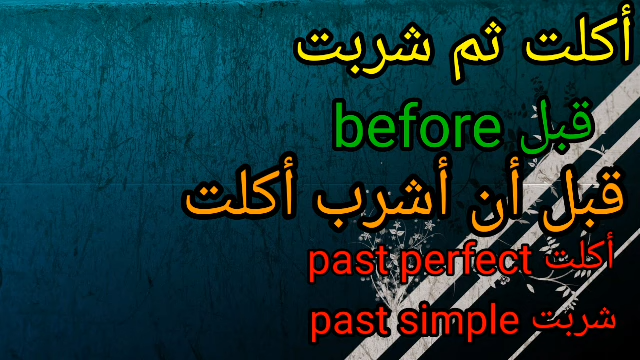 أكلت ثم شربت
قبل before
قبل أن أشرب أكلت
أكلت past perfect
شربت past simple